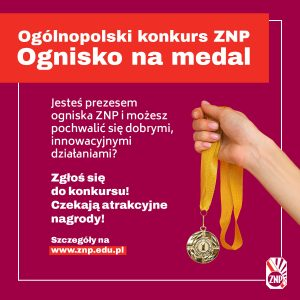 Ogólnopolski konkurs ZNP
Ognisko na medal
Jesteś prezesem
ogniska ZNP i możesz
pochwalić się dobrymi,
innowacyjnymi
działaniami?
Zgłoś się
do konkursu!
Czekają atrakcyjne
nagrody!
Szczegóły na
www.znp.edu.pl
ZNP